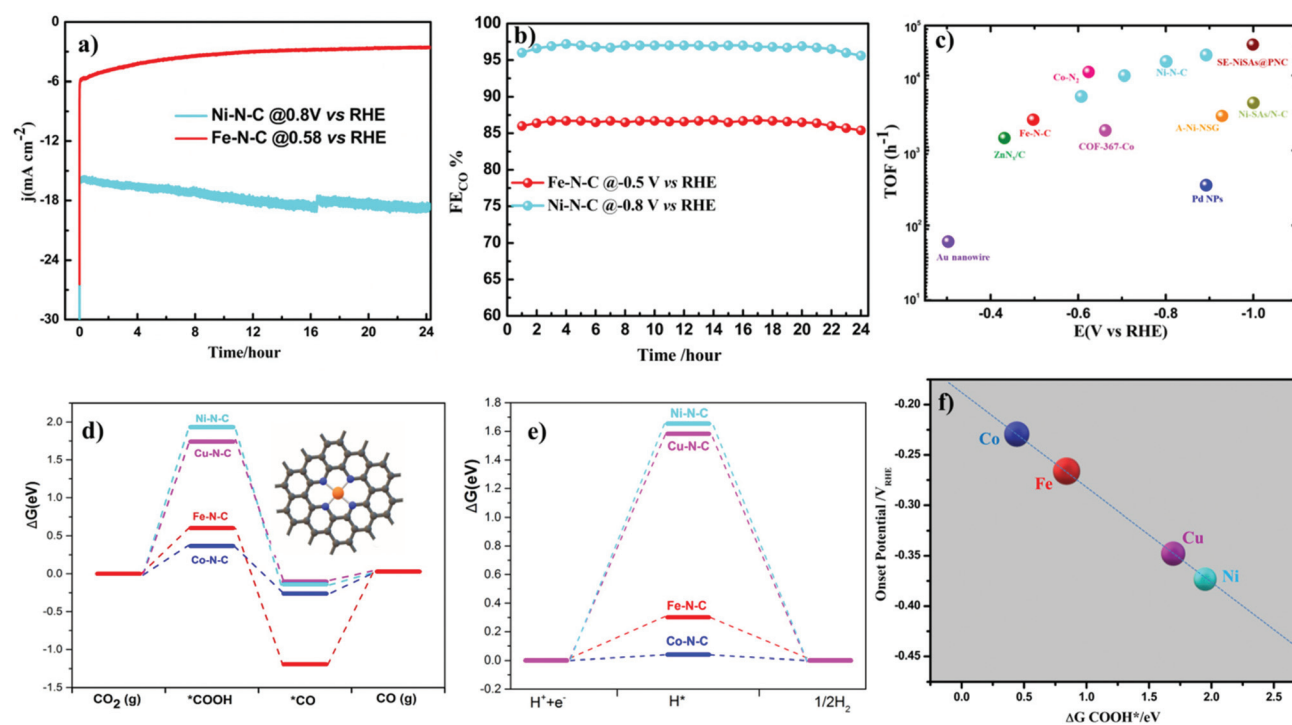 a)
j(mA cm-2)
0
-6
-12
-18
-24
-30
Ni-N-C @0.8V vs RHE
Fe-N-C @0.58 vs RHE
0 4 8 12 16 20 24
Time/hour
b)
FECO %
100
95
90
85
80
75
70
65
60
Fe-N-C @-0.5 V vs RHE
Ni-N-C @-0.8 V vs RHE
0 2 4 6 8 10 12 14 16 18 20 22 24
Time /hour
c)
TOF (h-1)
10⁵
10⁴
10³
10²
10¹
SE-NiSAs@PNC
Ni-N-C
Co-N2
Fe-N-C
A-Ni-NSG
Ni-SAs/N-C
ZnNx/C
COF-367-Co
Pd NPs
Au nanowire
-0.4 -0.6 -0.8 -1.0
E(V vs RHE)
d)
ΔG(eV)
2.0
1.5
1.0
0.5
0.0
-0.5
-1.0
-1.5
Ni-N-C
Cu-N-C
Fe-N-C
Co-N-C
CO2 (g) *COOH *CO CO (g)
e)
ΔG(eV)
1.8
1.6
1.4
1.2
1.0
0.8
0.6
0.4
0.2
0.0
-0.2
Ni-N-C
Cu-N-C
Fe-N-C
Co-N-C
H++e- H* 1/2H2
f)
Onset Potential /VRHE
-0.20
-0.25
-0.30
-0.35
-0.40
-0.45
Co
Fe
Cu
Ni
0.0 0.5 1.0 1.5 2.0 2.5
ΔG COOH*/eV